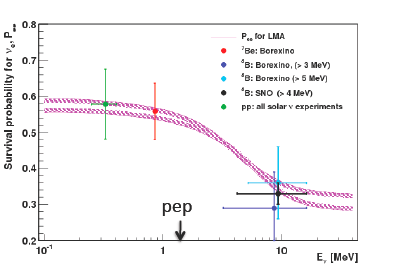 0.8
0.7
0.6
0.5
0.4
0.3
0.2
Survival probability for νe, Pee
Pee for LMA
7Be: Borexino
8B: Borexino, (> 3 MeV)
8B: Borexino (> 5 MeV)
8B: SNO (> 4 MeV)
pp: all solar ν experiments
pep
10-1
1
10
Eν [MeV]